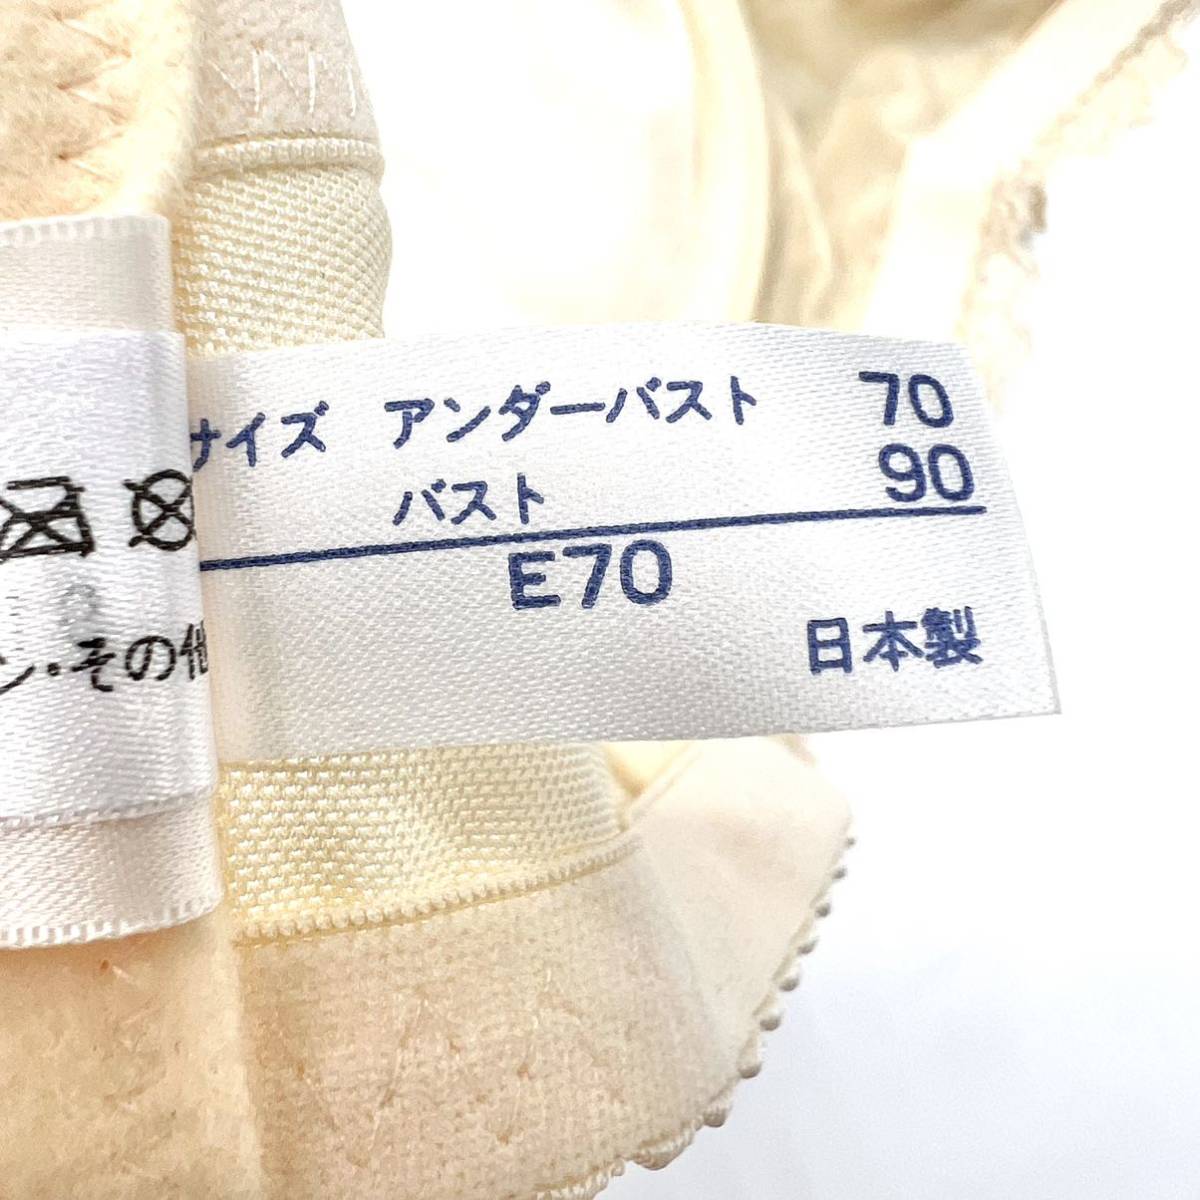 サイズ アンダーバスト 70
バスト 90
E70
日本製
ン・その他